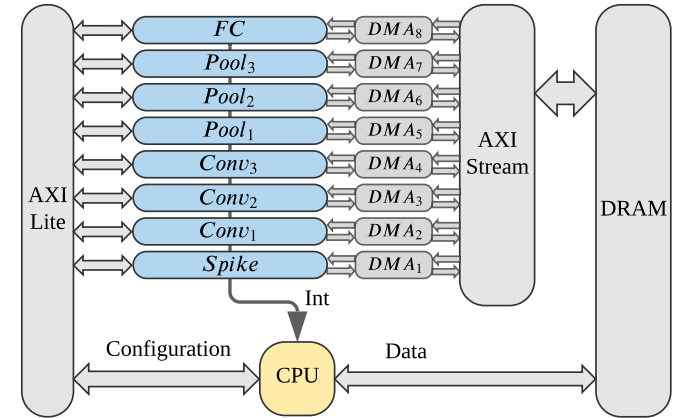 FC
DMA₈
Pool₃
DMA₇
Pool₂
DMA₆
Pool₁
DMA₅
Conv₃
DMA₄
Conv₂
DMA₃
Conv₁
DMA₂
Spike
DMA₁
AXI
Lite
AXI
Stream
DRAM
Int
Configuration
CPU
Data